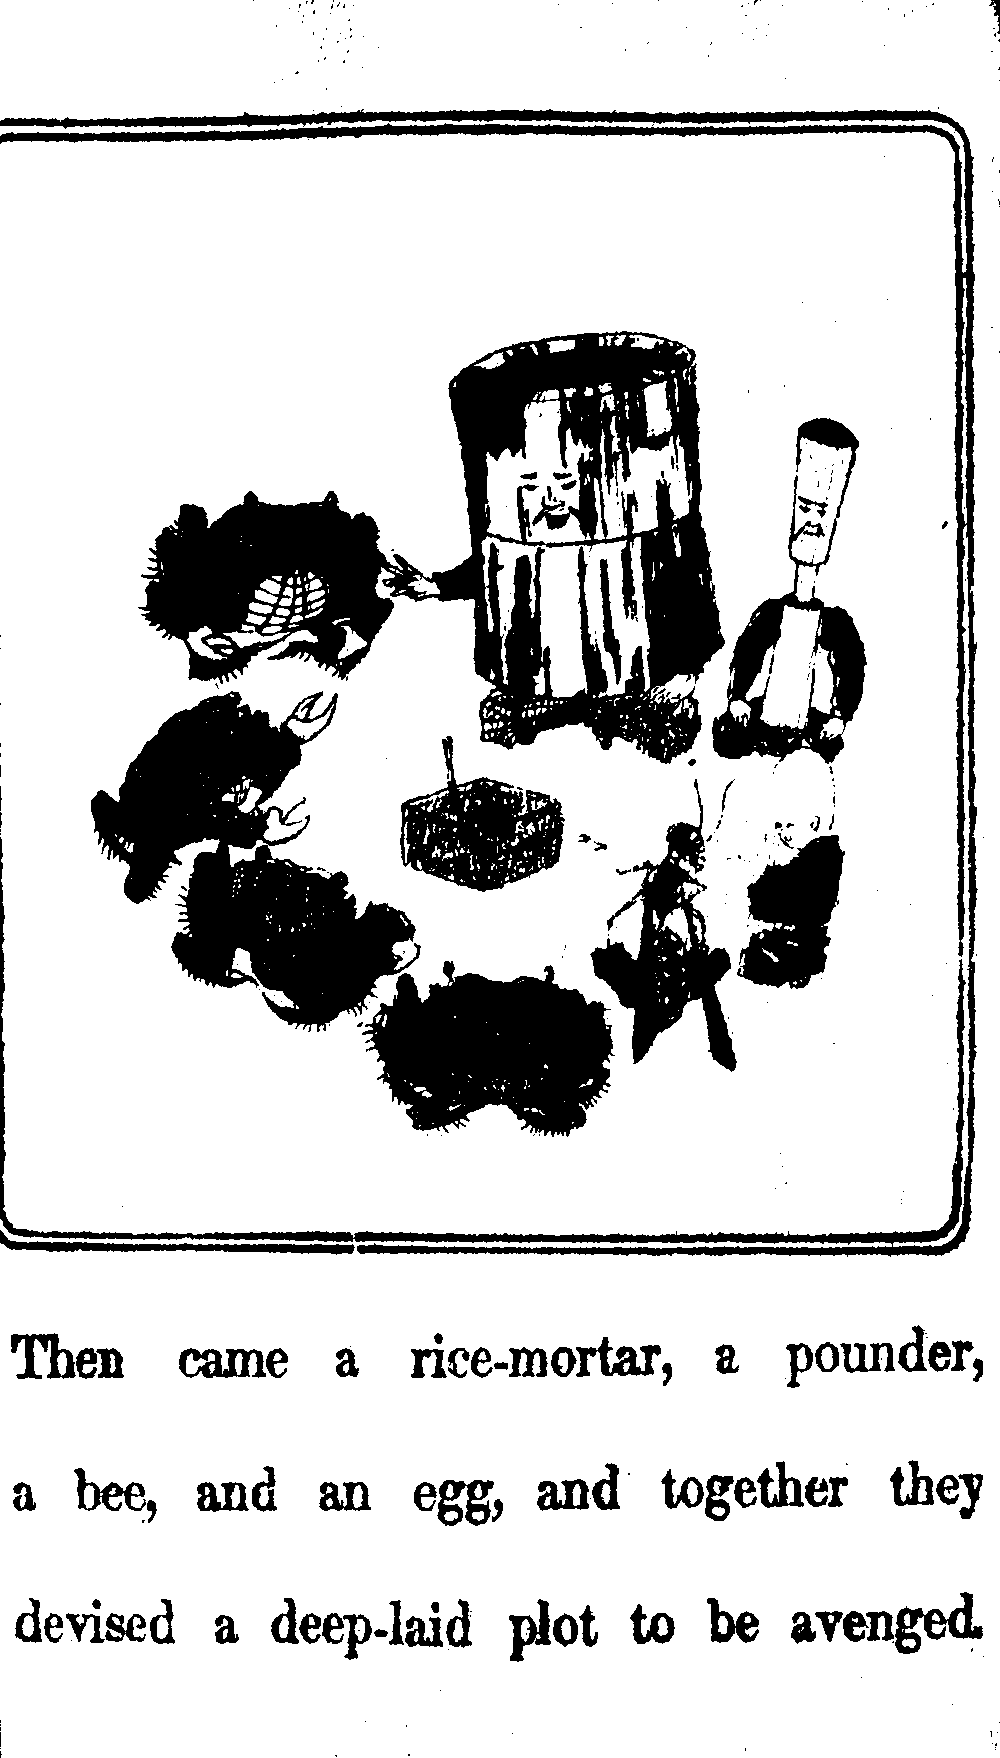 Then came a rice-mortar, a pounder,
a bee, and an egg, and together they
devised a deep-laid plot to be avenged.